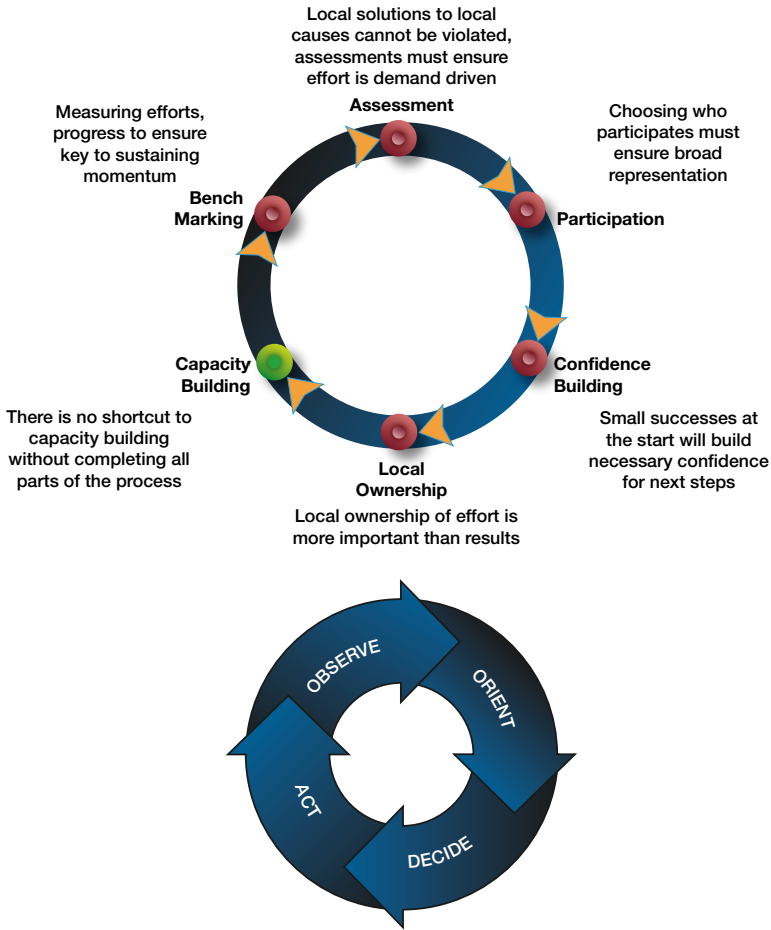 Local solutions to local
causes cannot be violated,
assessments must ensure
effort is demand driven
Assessment
Choosing who
participates must
ensure broad
representation
Participation
Confidence
Building
Small successes at
the start will build
necessary confidence
for next steps
Local
Ownership
Local ownership of effort is
more important than results
Capacity
Building
There is no shortcut to
capacity building
without completing all
parts of the process
Measuring efforts,
progress to ensure
key to sustaining
momentum
Bench
Marking
OBSERVE
ORIENT
DECIDE
ACT